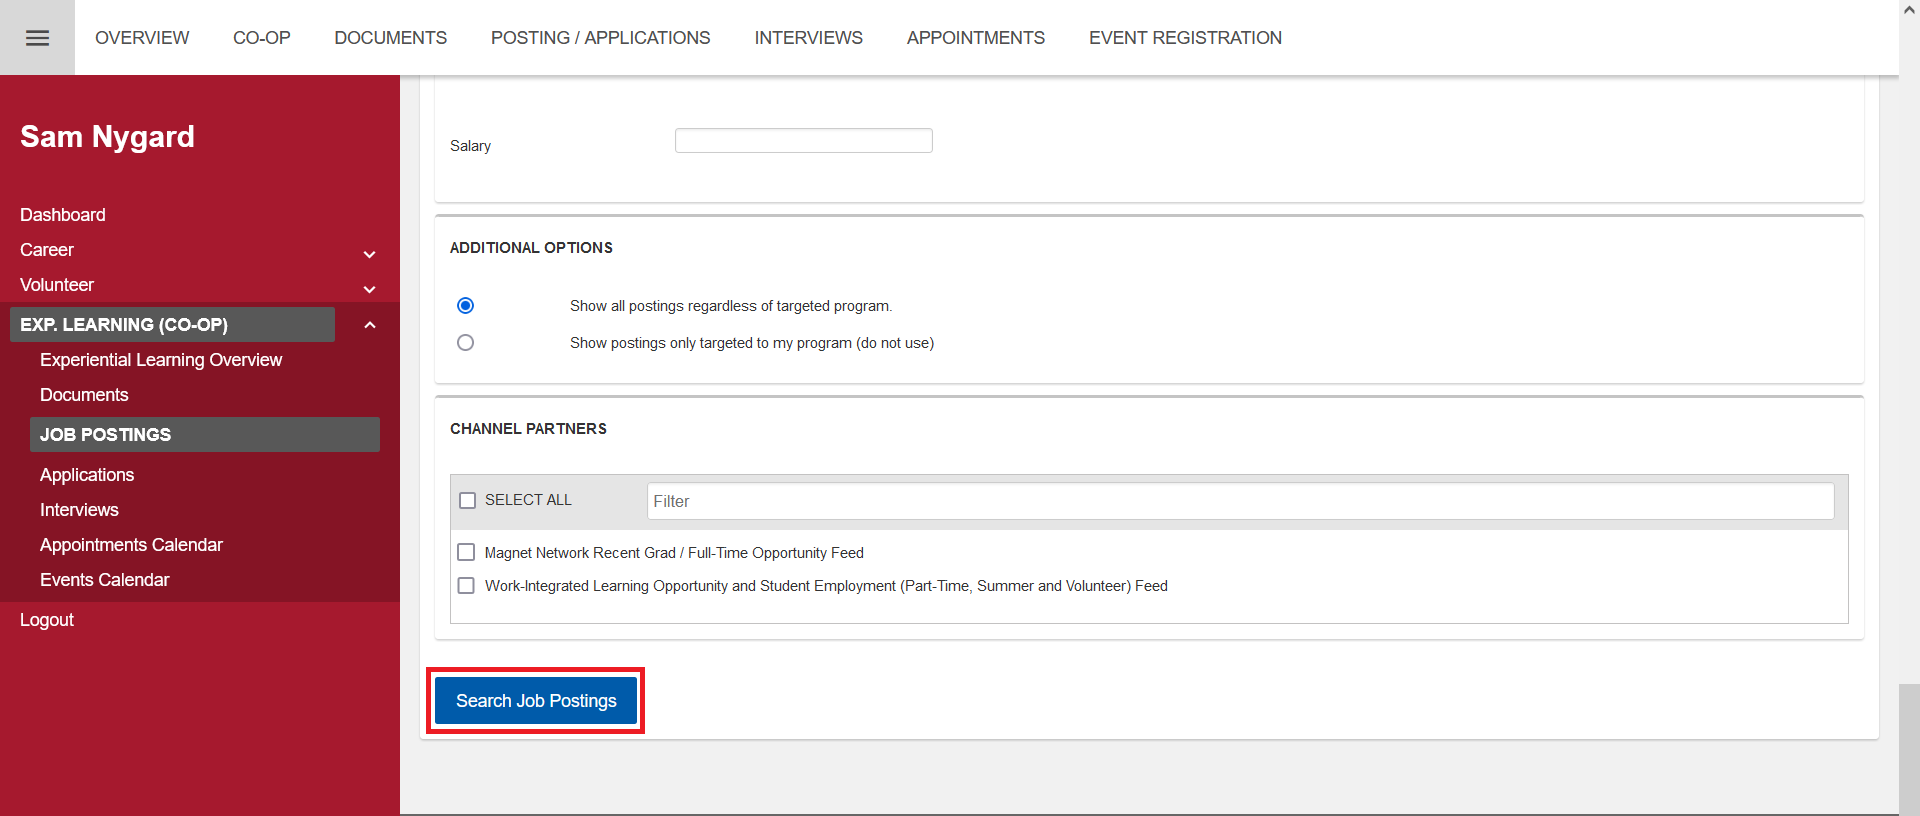 OVERVIEW CO-OP DOCUMENTS POSTING / APPLICATIONS INTERVIEWS APPOINTMENTS EVENT REGISTRATION
Sam Nygard
Dashboard
Career
Volunteer
EXP. LEARNING (CO-OP)
Experiential Learning Overview
Documents
JOB POSTINGS
Applications
Interviews
Appointments Calendar
Events Calendar
Logout
Salary
ADDITIONAL OPTIONS
Show all postings regardless of targeted program.
Show postings only targeted to my program (do not use)
CHANNEL PARTNERS
SELECT ALL Filter
Magnet Network Recent Grad / Full-Time Opportunity Feed
Work-Integrated Learning Opportunity and Student Employment (Part-Time, Summer and Volunteer) Feed
Search Job Postings